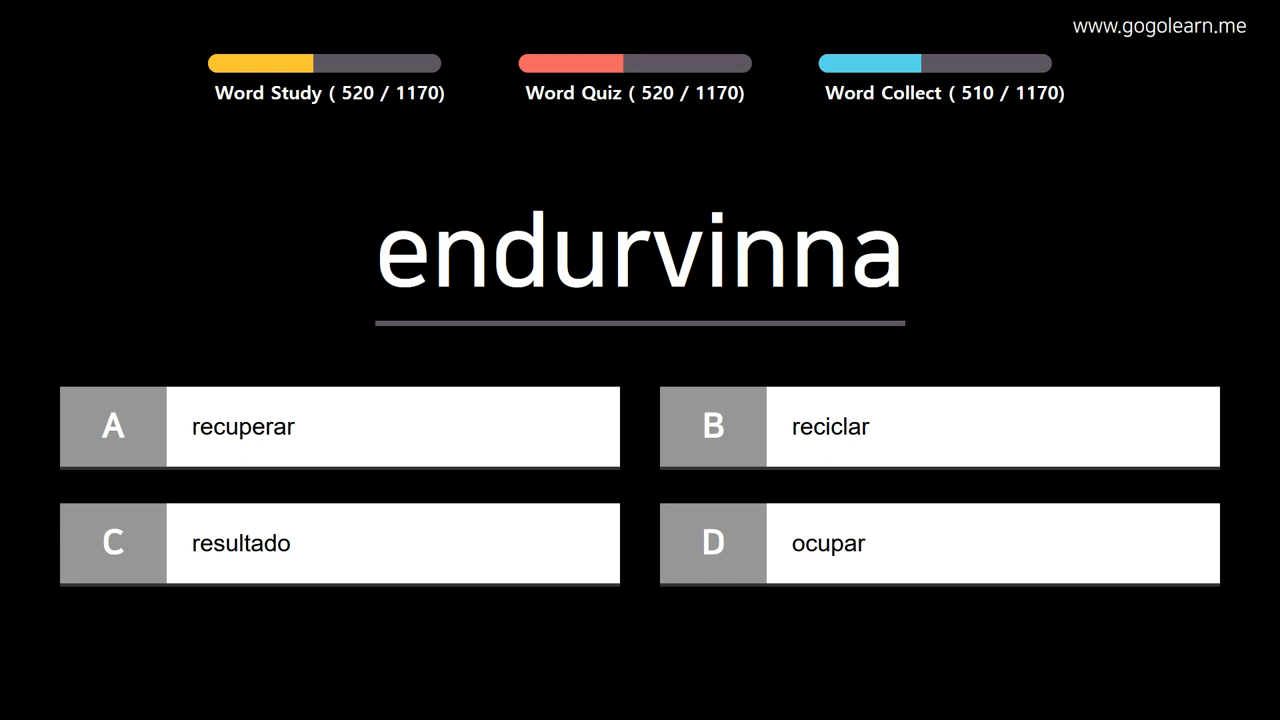 www.gogolearn.me
Word Study ( 520 / 1170)
Word Quiz ( 520 / 1170)
Word Collect ( 510 / 1170)
endurvinna
A recuperar
B reciclar
C resultado
D ocupar